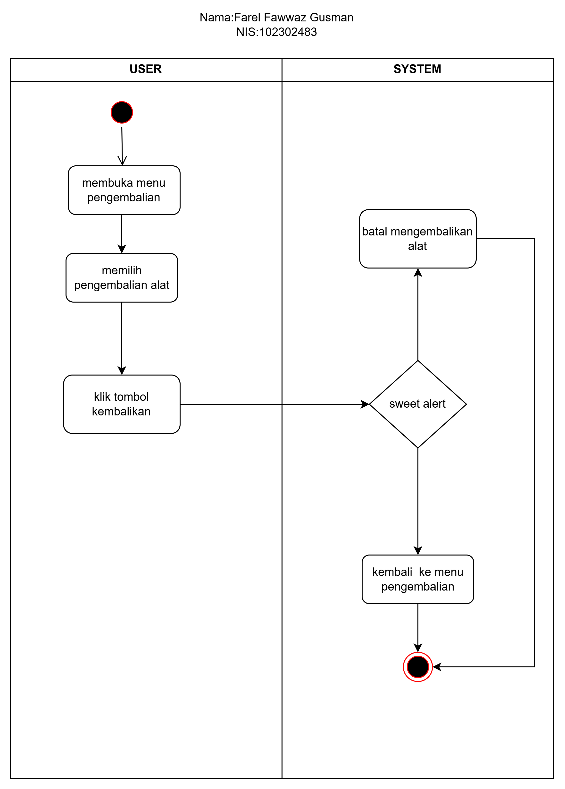 Nama:Farel Fawwaz Gusman
NIS:102302483
USER
SYSTEM
membuka menu
pengembalian
memilih
pengembalian alat
klik tombol
kembalikan
batal mengembalikan
alat
sweet alert
kembali ke menu
pengembalian